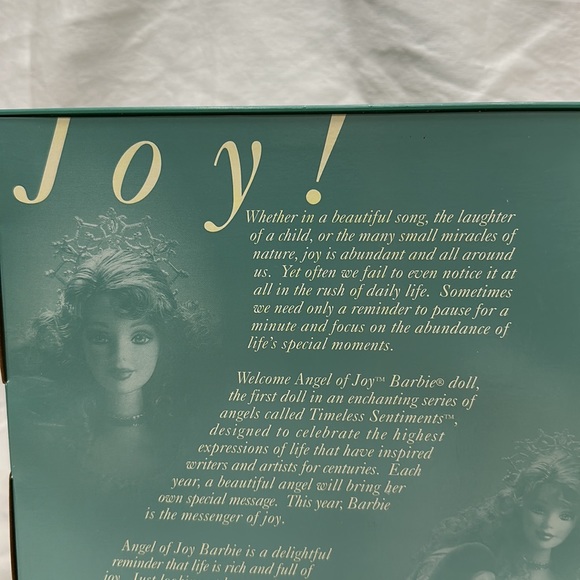 Joy!
Whether in a beautiful song, the laughter
of a child, or the many small miracles of
nature, joy is abundant and all around
us. Yet often we fail to even notice it at
all in the rush of daily life. Sometimes
we need only a reminder to pause for a
minute and focus on the abundance of
life's special moments.
Welcome Angel of Joy™ Barbie® doll,
the first doll in an enchanting series of
angels called Timeless Sentiments™,
designed to celebrate the highest
expressions of life that have inspired
writers and artists for centuries. Each
year, a beautiful angel will bring her
own special message. This year, Barbie
is the messenger of joy.
Angel of Joy Barbie is a delightful
reminder that life is rich and full of
joy. Just